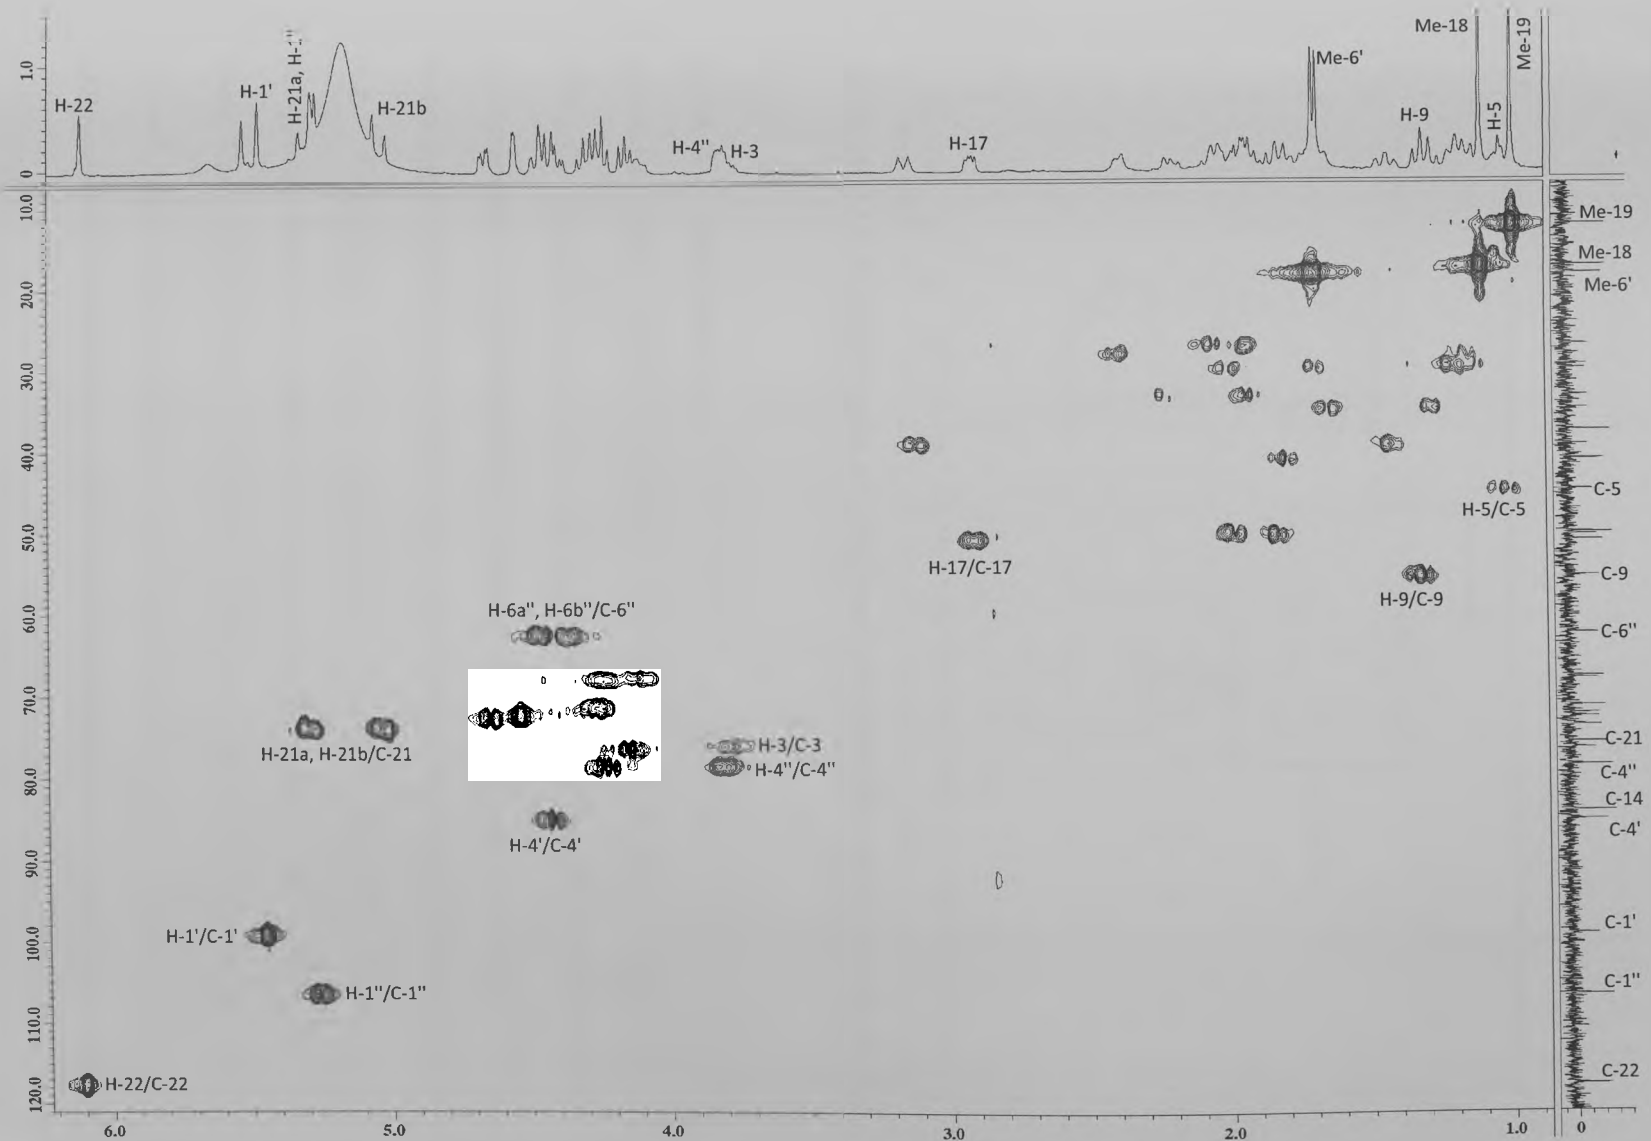 Me-18
Me-19
H-21a, H-1''
Me-6'
1.0
H-22
H-1'
H-21b
H-9
H-5
H-4''
H-3
H-17
0
10.0
20.0
30.0
40.0
50.0
60.0
70.0
80.0
90.0
100.0
110.0
120.0
Me-19
Me-18
Me-6'
C-5
H-5/C-5
H-17/C-17
C-9
H-9/C-9
H-6a'', H-6b''/C-6''
C-6''
H-3/C-3
C-21
H-21a, H-21b/C-21
H-4''/C-4''
C-4''
C-14
C-4'
H-4'/C-4'
C-1'
H-1'/C-1'
C-1''
H-1''/C-1''
C-22
H-22/C-22
6.0 5.0 4.0 3.0 2.0 1.0 0